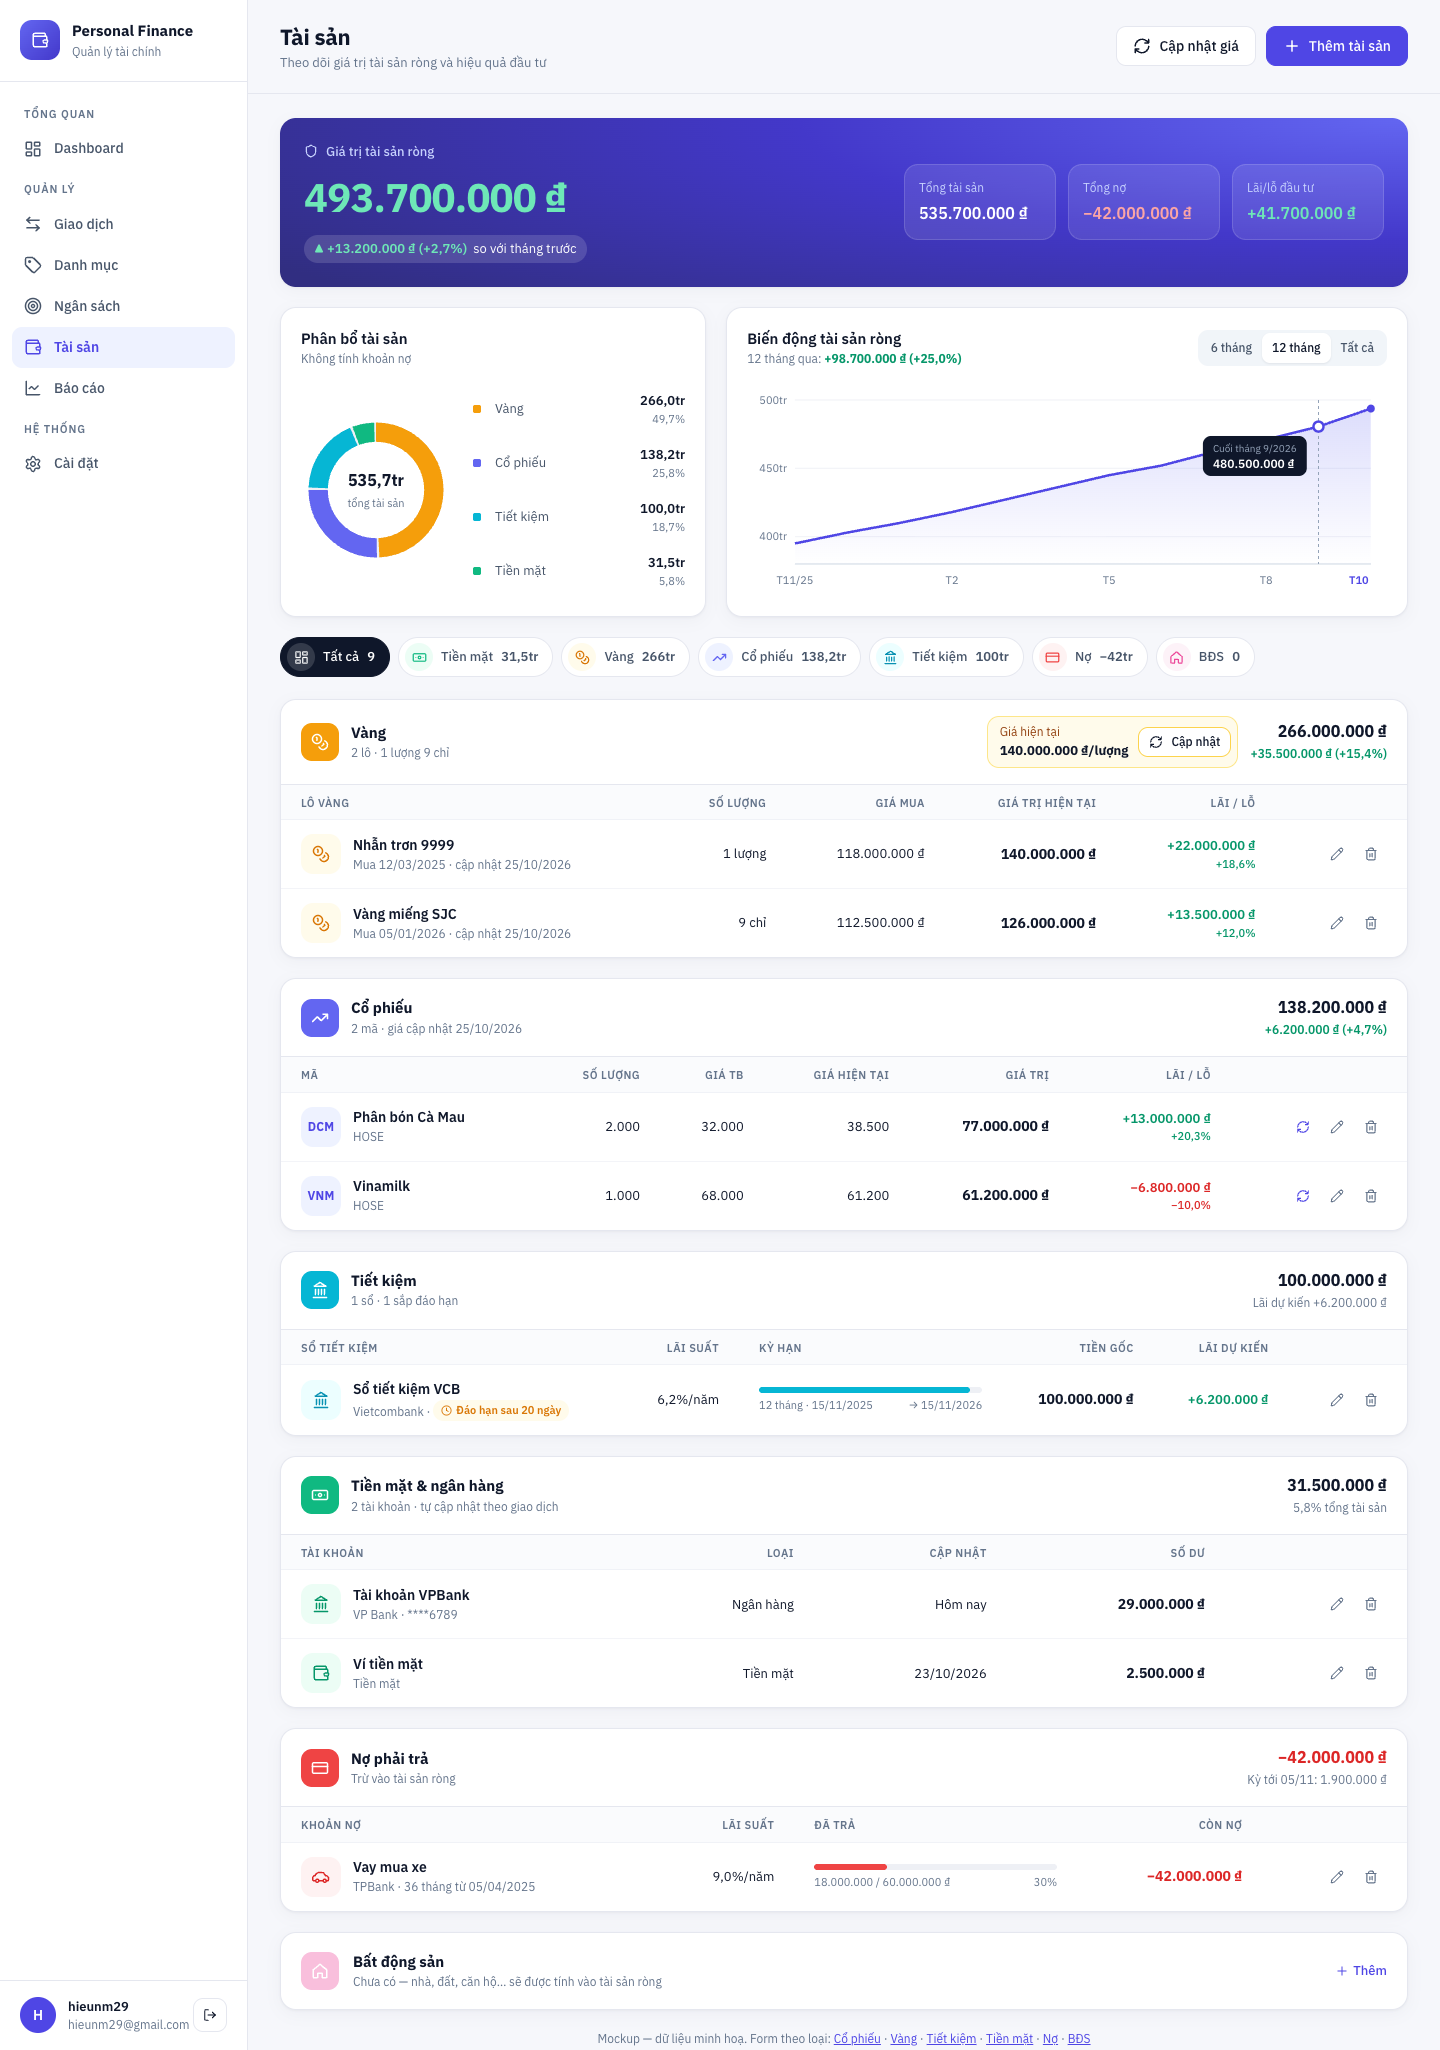 Personal Finance
Quản lý tài chính
TỔNG QUAN
Dashboard
QUẢN LÝ
Giao dịch
Danh mục
Ngân sách
Tài sản
Báo cáo
HỆ THỐNG
Cài đặt
H
hieunm29
hieunm29@gmail.com
Tài sản
Theo dõi giá trị tài sản ròng và hiệu quả đầu tư
Cập nhật giá
Thêm tài sản
Giá trị tài sản ròng
493.700.000 ₫
▲ +13.200.000 ₫ (+2,7%) so với tháng trước
Tổng tài sản
535.700.000 ₫
Tổng nợ
−42.000.000 ₫
Lãi/lỗ đầu tư
+41.700.000 ₫
Phân bổ tài sản
Không tính khoản nợ
535,7tr
tổng tài sản
Vàng
266,0tr
49,7%
Cổ phiếu
138,2tr
25,8%
Tiết kiệm
100,0tr
18,7%
Tiền mặt
31,5tr
5,8%
Biến động tài sản ròng
12 tháng qua: +98.700.000 ₫ (+25,0%)
6 tháng 12 tháng Tất cả
500tr
450tr
400tr
Cuối tháng 9/2026
480.500.000 ₫
T11/25 T2 T5 T8 T10
Tất cả 9
Tiền mặt 31,5tr
Vàng 266tr
Cổ phiếu 138,2tr
Tiết kiệm 100tr
Nợ −42tr
BĐS 0
Vàng
2 lô · 1 lượng 9 chỉ
Giá hiện tại
140.000.000 ₫/lượng
Cập nhật
266.000.000 ₫
+35.500.000 ₫ (+15,4%)
LÔ VÀNG SỐ LƯỢNG GIÁ MUA GIÁ TRỊ HIỆN TẠI LÃI / LỖ
Nhẫn trơn 9999
Mua 12/03/2025 · cập nhật 25/10/2026
1 lượng 118.000.000 ₫ 140.000.000 ₫
+22.000.000 ₫
+18,6%
Vàng miếng SJC
Mua 05/01/2026 · cập nhật 25/10/2026
9 chỉ 112.500.000 ₫ 126.000.000 ₫
+13.500.000 ₫
+12,0%
Cổ phiếu
2 mã · giá cập nhật 25/10/2026
138.200.000 ₫
+6.200.000 ₫ (+4,7%)
MÃ SỐ LƯỢNG GIÁ TB GIÁ HIỆN TẠI GIÁ TRỊ LÃI / LỖ
DCM
Phân bón Cà Mau
HOSE
2.000 32.000 38.500 77.000.000 ₫
+13.000.000 ₫
+20,3%
VNM
Vinamilk
HOSE
1.000 68.000 61.200 61.200.000 ₫
−6.800.000 ₫
−10,0%
Tiết kiệm
1 sổ · 1 sắp đáo hạn
100.000.000 ₫
Lãi dự kiến +6.200.000 ₫
SỔ TIẾT KIỆM LÃI SUẤT KỲ HẠN TIỀN GỐC LÃI DỰ KIẾN
Sổ tiết kiệm VCB
Vietcombank · Đáo hạn sau 20 ngày
6,2%/năm
12 tháng · 15/11/2025 → 15/11/2026
100.000.000 ₫ +6.200.000 ₫
Tiền mặt & ngân hàng
2 tài khoản · tự cập nhật theo giao dịch
31.500.000 ₫
5,8% tổng tài sản
TÀI KHOẢN LOẠI CẬP NHẬT SỐ DƯ
Tài khoản VPBank
VP Bank · ****6789
Ngân hàng Hôm nay 29.000.000 ₫
Ví tiền mặt
Tiền mặt
Tiền mặt 23/10/2026 2.500.000 ₫
Nợ phải trả
Trừ vào tài sản ròng
−42.000.000 ₫
Kỳ tới 05/11: 1.900.000 ₫
KHOẢN NỢ LÃI SUẤT ĐÃ TRẢ CÒN NỢ
Vay mua xe
TPBank · 36 tháng từ 05/04/2025
9,0%/năm
18.000.000 / 60.000.000 ₫ 30%
−42.000.000 ₫
Bất động sản
Chưa có — nhà, đất, căn hộ... sẽ được tính vào tài sản ròng
Thêm
Mockup — dữ liệu minh hoạ. Form theo loại: Cổ phiếu · Vàng · Tiết kiệm · Tiền mặt · Nợ · BĐS